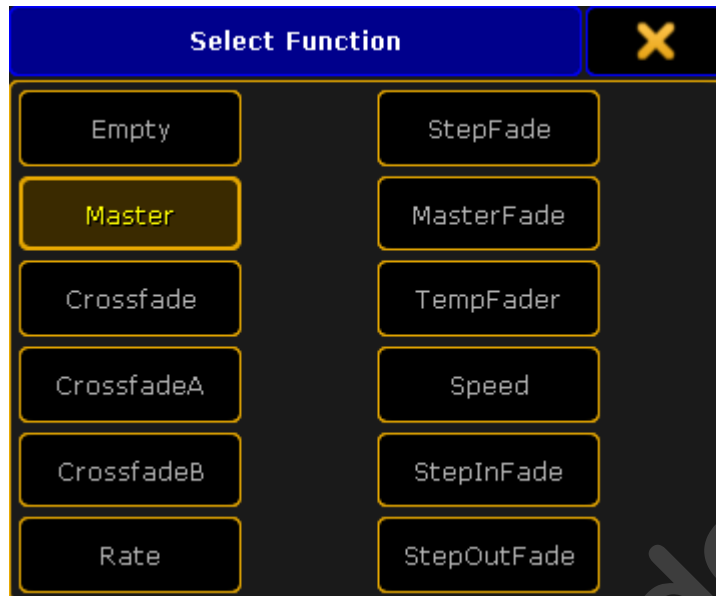 Select Function
Empty
StepFade
Master
MasterFade
Crossfade
TempFader
CrossfadeA
Speed
CrossfadeB
StepInFade
Rate
StepOutFade